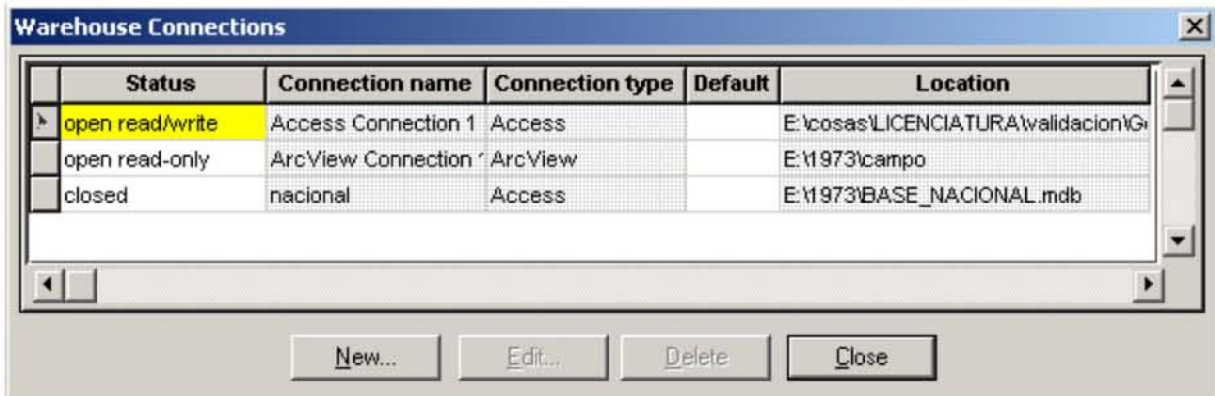 Warehouse Connections
Status Connection name Connection type Default Location
open read/write Access Connection 1 Access E:\cosas\LICENCIATURA\validacion\
open read-only ArcView Connection ArcView E:\1973\campo
closed nacional Access E:\1973\BASE_NACIONAL.mdb
New... Edit... Delete Close